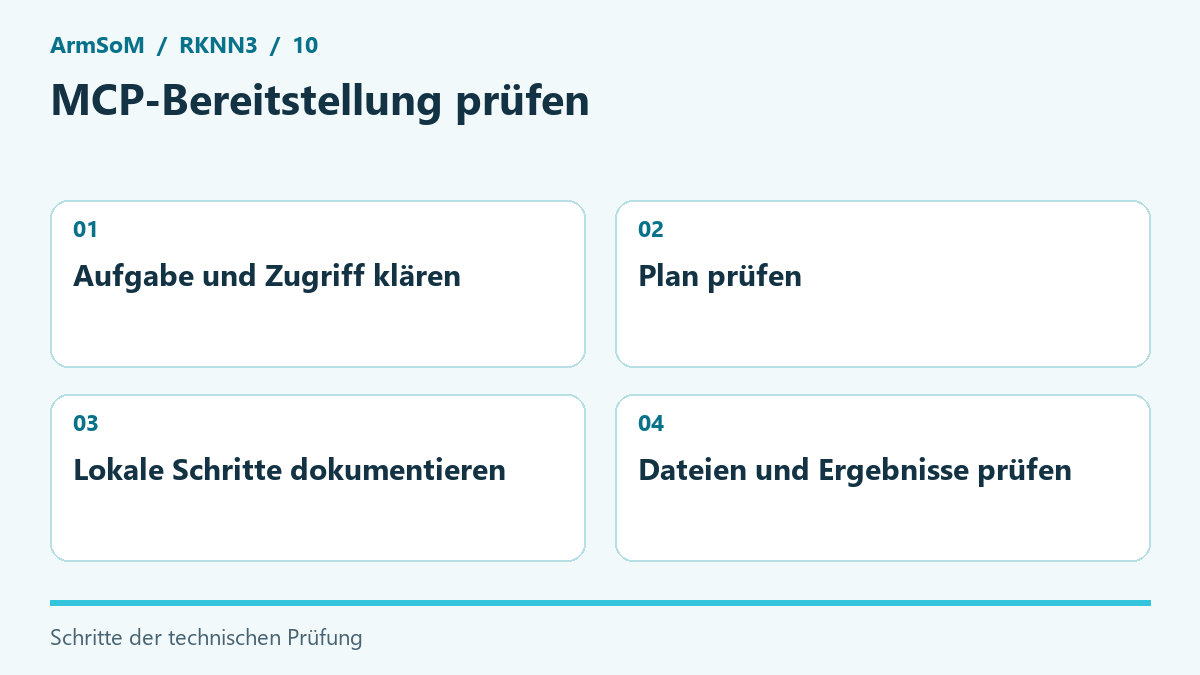 ArmSoM / RKNN3 / 10
MCP-Bereitstellung prüfen
01
Aufgabe und Zugriff klären
02
Plan prüfen
03
Lokale Schritte dokumentieren
04
Dateien und Ergebnisse prüfen
Schritte der technischen Prüfung